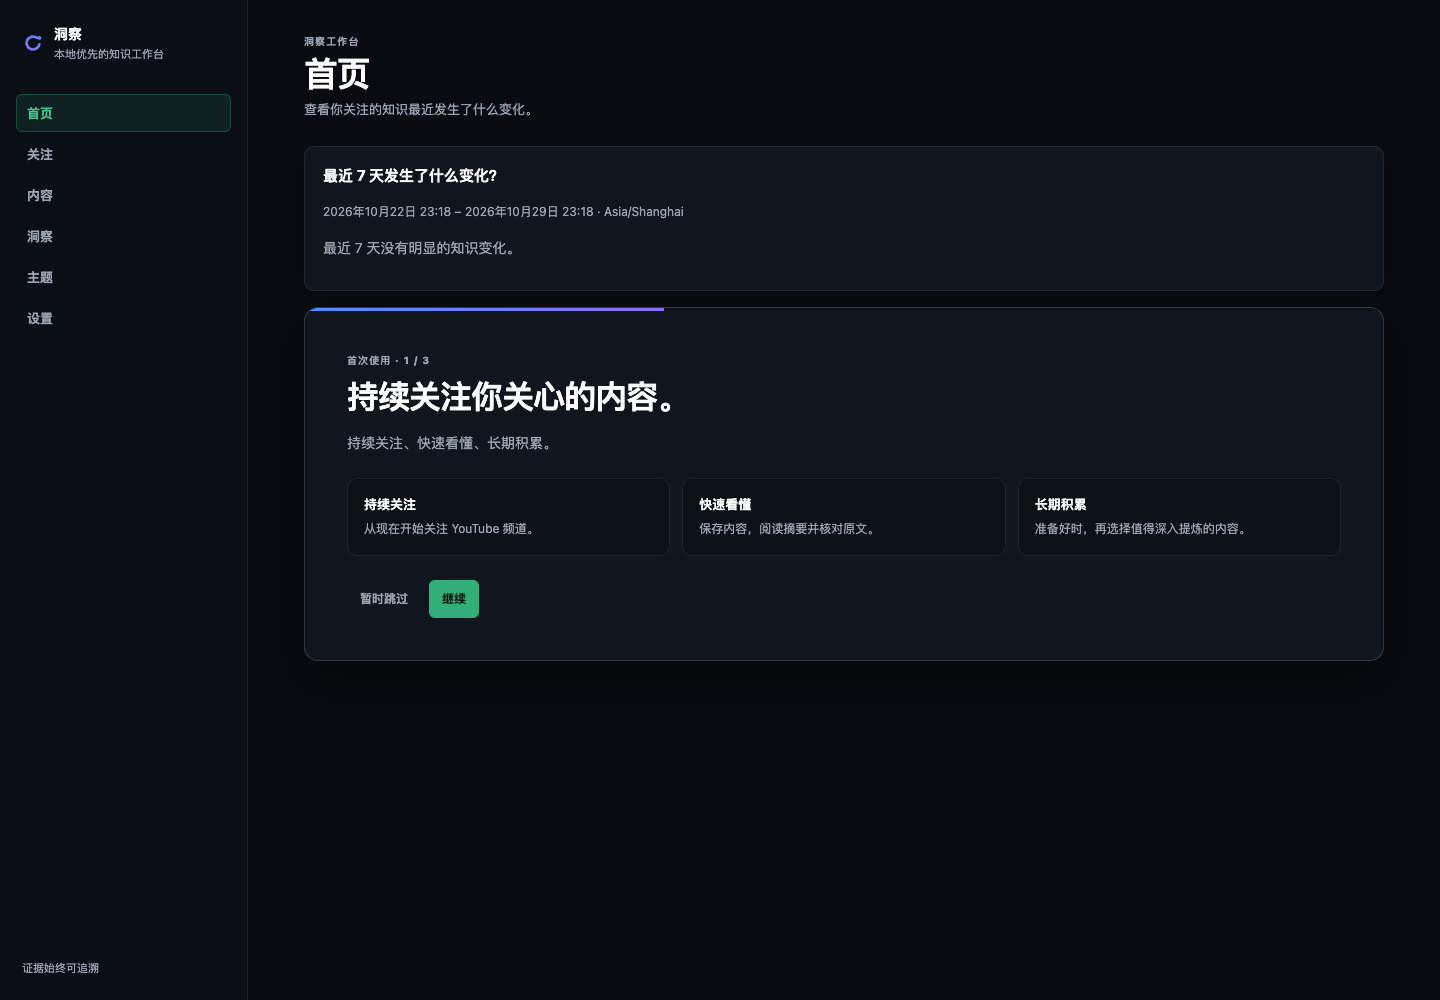 洞察
本地优先的知识工作台
首页
关注
内容
洞察
主题
设置
证据始终可追溯
洞察工作台
首页
查看你关注的知识最近发生了什么变化。
最近 7 天发生了什么变化?
2026年10月22日 23:18 – 2026年10月29日 23:18 · Asia/Shanghai
最近 7 天没有明显的知识变化。
首次使用 · 1 / 3
持续关注你关心的内容。
持续关注、快速看懂、长期积累。
持续关注
从现在开始关注 YouTube 频道。
快速看懂
保存内容，阅读摘要并核对原文。
长期积累
准备好时，再选择值得深入提炼的内容。
暂时跳过
继续